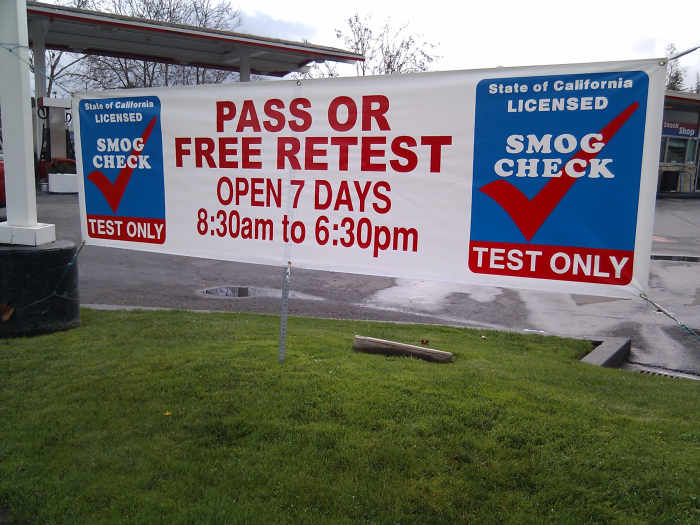 State of California
LICENSED
SMOG
CHECK
TEST ONLY
PASS OR
FREE RETEST
OPEN 7 DAYS
8:30am to 6:30pm
State of California
LICENSED
SMOG
CHECK
TEST ONLY
Shop